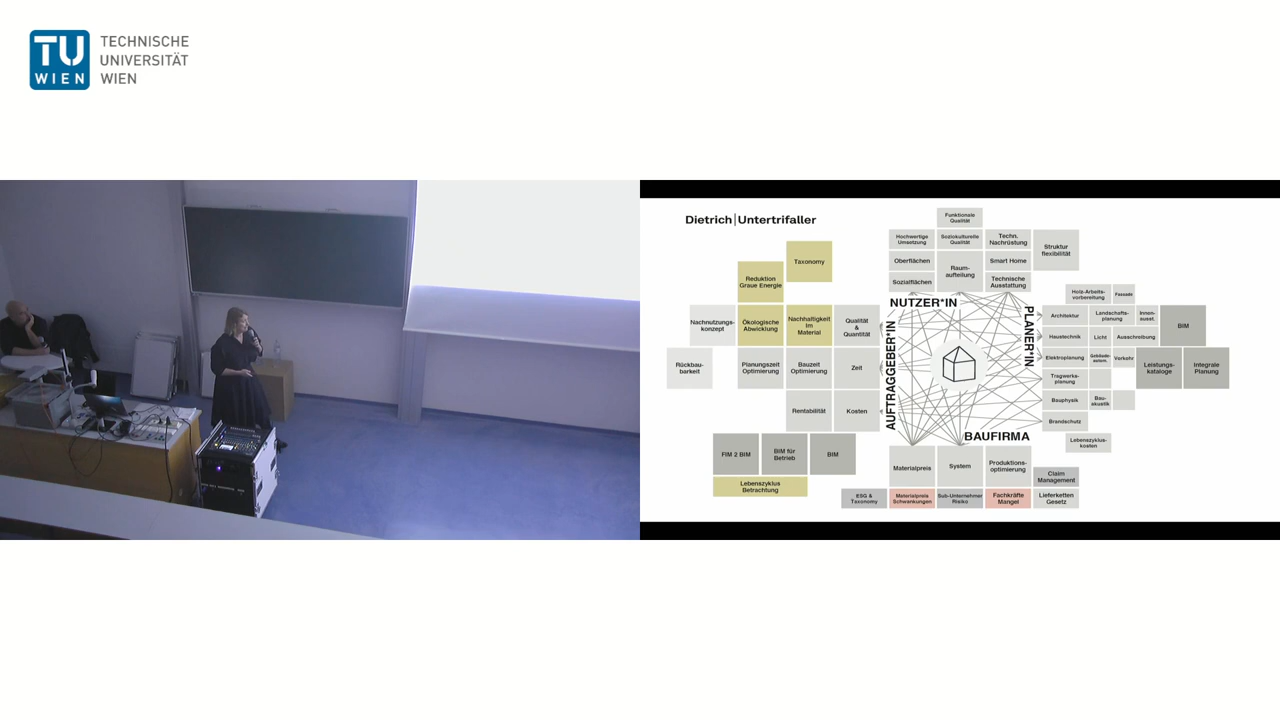 TU
WIEN
TECHNISCHE
UNIVERSITÄT
WIEN
Dietrich|Untertrifaller
Taxonomy
Reduktion
Graue Energie
Nachnutzungs-
konzept
Ökologische
Abwicklung
Nachhaltigkeit
im
Material
Qualität
&
Quantität
Rückbau-
barkeit
Planungszeit
Optimierung
Bauzeit
Optimierung
Zeit
Rentabilität
Kosten
FIM 2 BIM
BIM für
Betrieb
BIM
Lebenszyklus
Betrachtung
Funktionale
Qualität
Hochwertige
Umsetzung
Soziokulturelle
Qualität
Techn.
Nachrüstung
Struktur
flexibilität
Oberflächen
Raum-
aufteilung
Smart Home
Sozialflächen
Technische
Ausstattung
NUTZER*IN
AUFTRAGGEBER*IN
PLANER*IN
BAUFIRMA
Holz-Arbeits-
vorbereitung
Fassade
Architektur
Landschafts-
planung
Innen-
ausst.
BIM
Haustechnik
Licht
Ausschreibung
Elektroplanung
Gebäude-
autom.
Verkehr
Leistungs-
kataloge
Integrale
Planung
Tragwerks-
planung
Bauphysik
Bau-
akustik
Brandschutz
Lebenszyklus-
kosten
Materialpreis
System
Produktions-
optimierung
Claim
Management
ESG &
Taxonomy
Materialpreis
Schwankungen
Sub-Unternehmer
Risiko
Fachkräfte
Mangel
Lieferketten
Gesetz